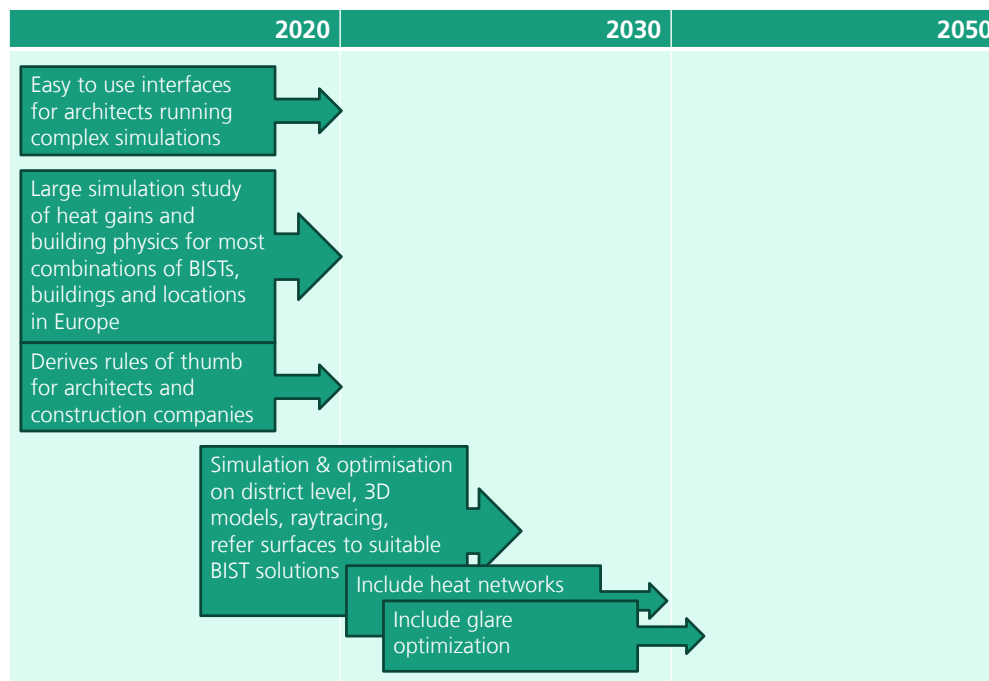 2020
2030
2050
Easy to use interfaces
for architects running
complex simulations
Large simulation study
of heat gains and
building physics for most
combinations of BISTs,
buildings and locations
in Europe
Derives rules of thumb
for architects and
construction companies
Simulation & optimisation
on district level, 3D
models, raytracing,
refer surfaces to suitable
BIST solutions
Include heat networks
Include glare
optimization